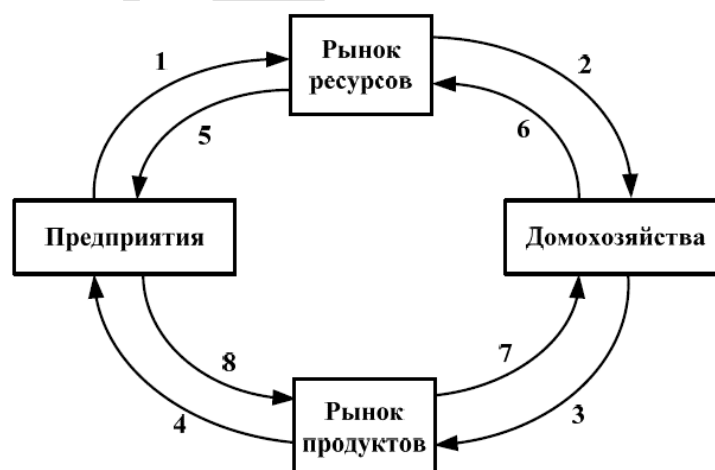 Рынок
ресурсов
1
2
5
6
Предприятия
Домохозяйства
8
7
4
3
Рынок
продуктов